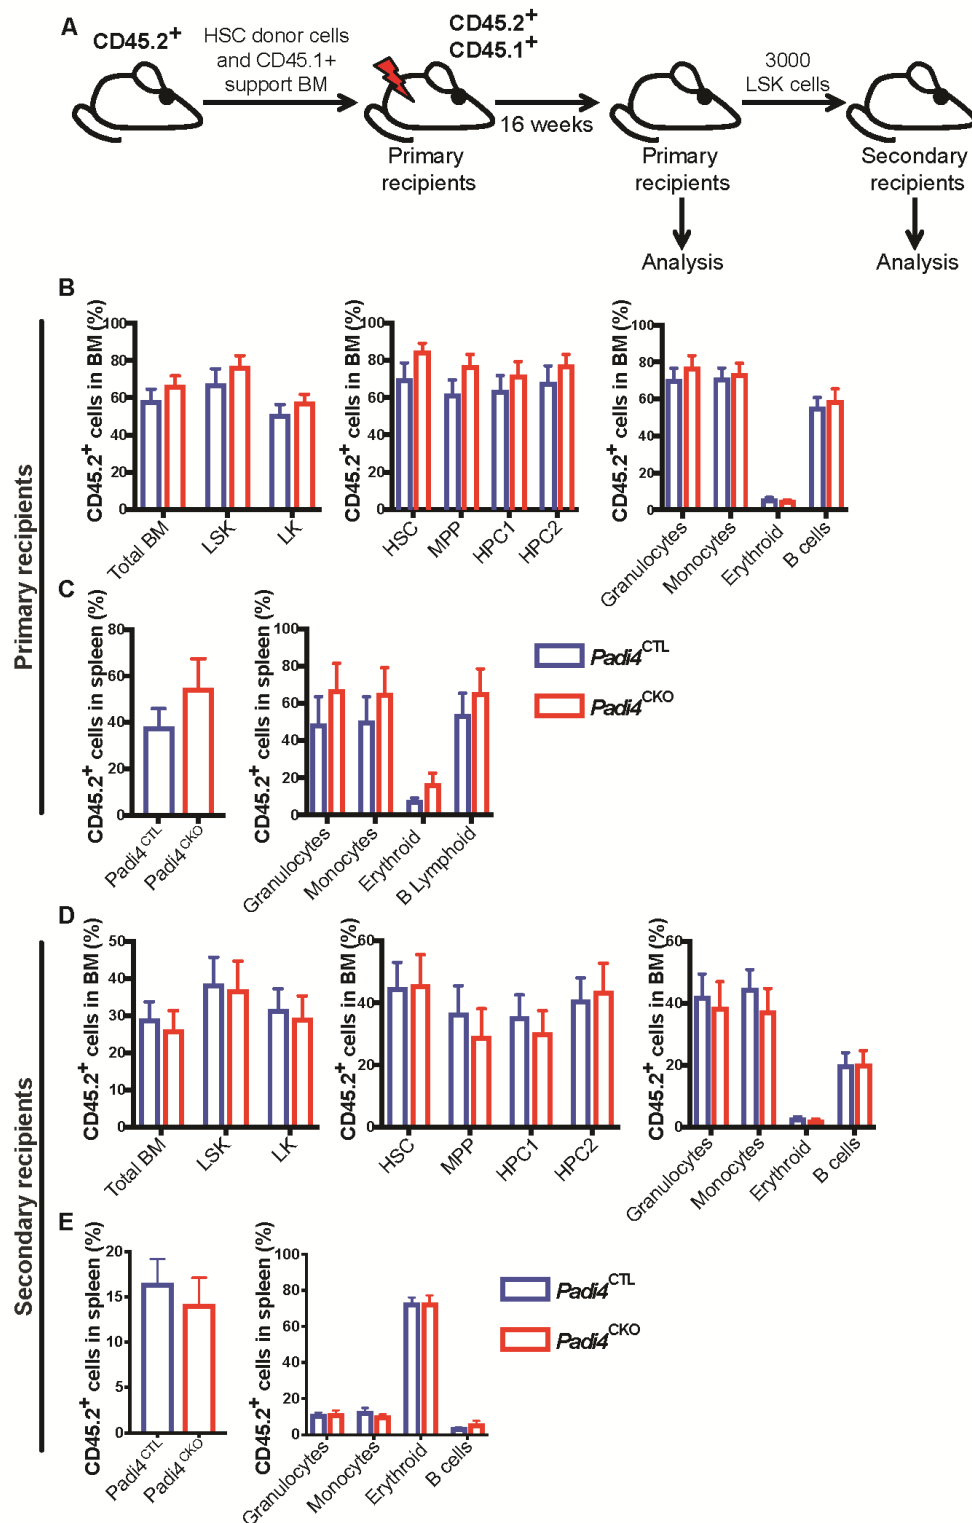 A
CD45.2+
HSC donor cells
and CD45.1+
support BM
CD45.2+
CD45.1+
16 weeks
3000
LSK cells
Primary
recipients
Primary
recipients
Secondary
recipients
Analysis
Analysis
Primary recipients
B
CD45.2+ cells in BM (%)
100
80
60
40
20
0
Total BM
LSK
LK
CD45.2+ cells in BM (%)
100
80
60
40
20
0
HSC
MPP
HPC1
HPC2
CD45.2+ cells in BM (%)
100
80
60
40
20
0
Granulocytes
Monocytes
Erythroid
B cells
C
CD45.2+ cells in spleen (%)
80
60
40
20
0
Padi4CTL
Padi4CKO
CD45.2+ cells in spleen (%)
100
80
60
40
20
0
Granulocytes
Monocytes
Erythroid
B Lymphoid
Padi4CTL
Padi4CKO
Secondary recipients
D
CD45.2+ cells in BM (%)
50
40
30
20
10
0
Total BM
LSK
LK
CD45.2+ cells in BM (%)
60
40
20
0
HSC
MPP
HPC1
HPC2
CD45.2+ cells in BM (%)
60
40
20
0
Granulocytes
Monocytes
Erythroid
B cells
E
CD45.2+ cells in spleen (%)
20
15
10
5
0
Padi4CTL
Padi4CKO
CD45.2+ cells in spleen (%)
100
80
60
40
20
0
Granulocytes
Monocytes
Erythroid
B cells
Padi4CTL
Padi4CKO